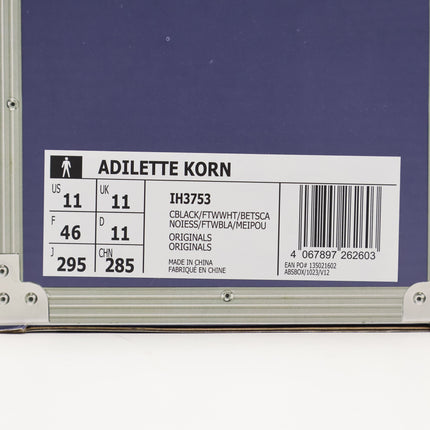 ADILETTE KORN
US 11 UK 11
F 46 D 11
J 295 CHN 285
IH3753
CBLACK/FTWWHT/BETSCA
NOIESS/FTWBLA/MEIPOU
ORIGINALS
ORIGINALS
MADE IN CHINA
FABRIQUÉ EN CHINE
4 067897 262603
EAN PO# 135021602
ABSBOX/1023/V12